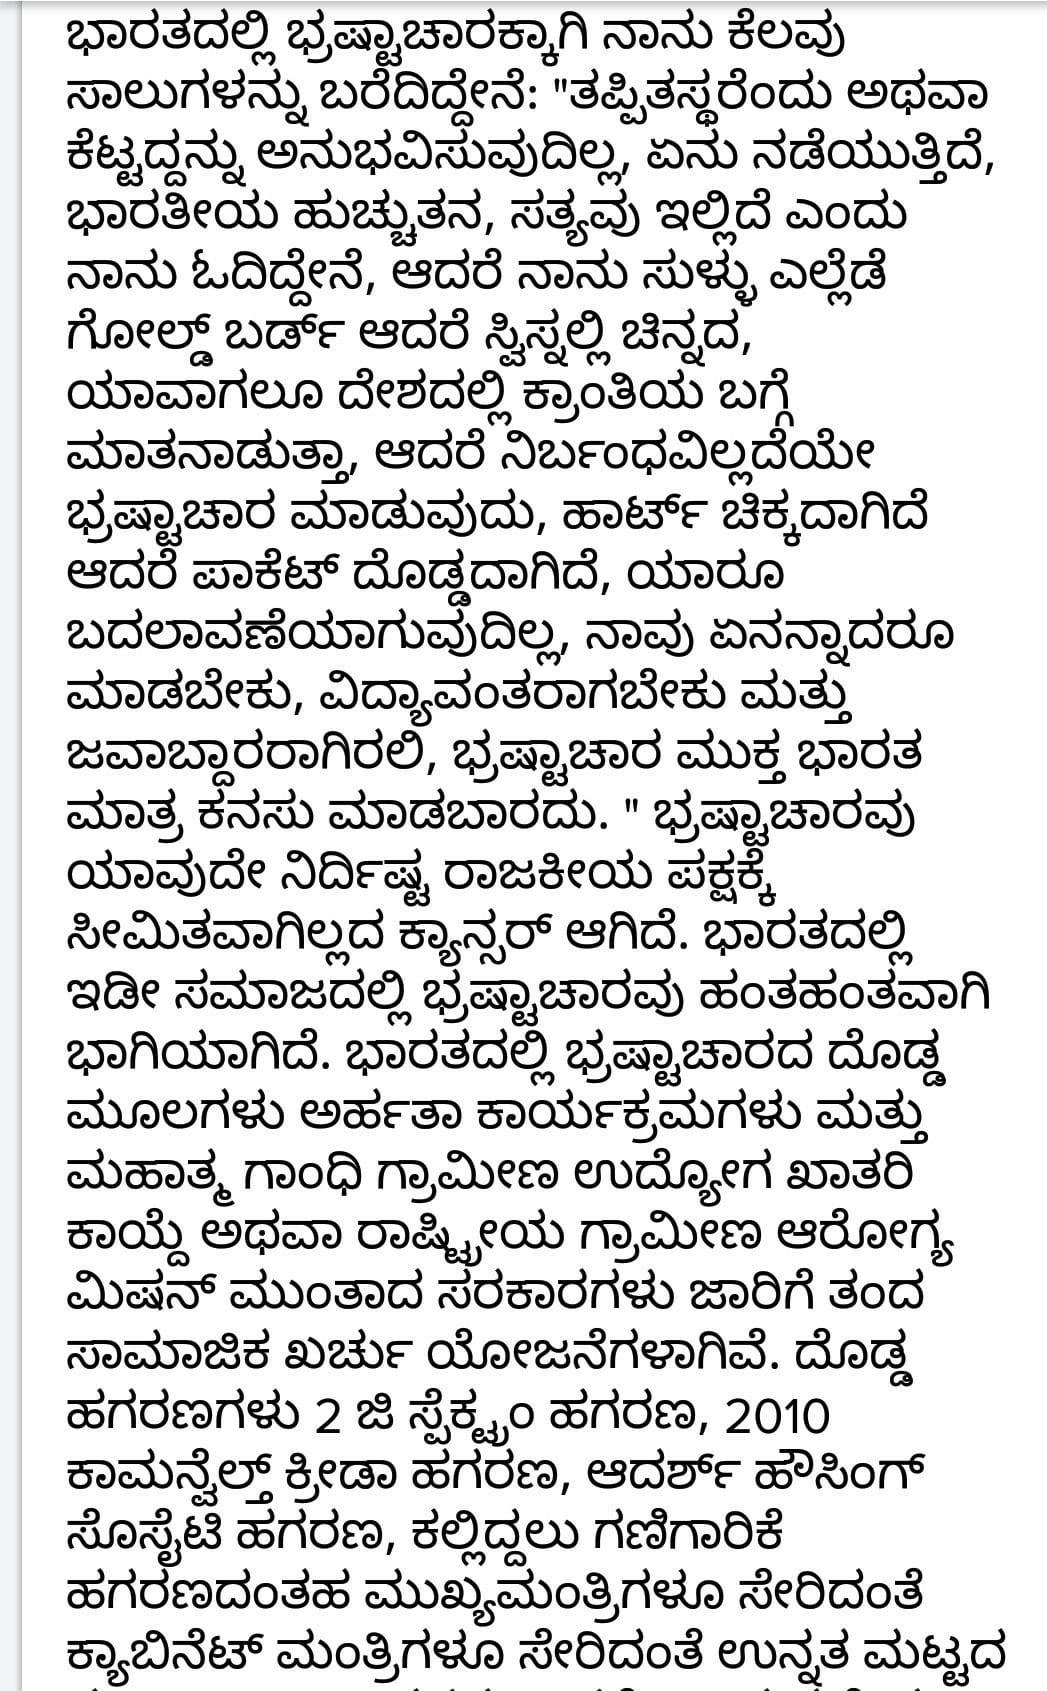 ಭಾರತದಲ್ಲಿ ಭ್ರಷ್ಟಾಚಾರಕ್ಕಾಗಿ ನಾನು ಕೆಲವು
ಸಾಲುಗಳನ್ನು ಬರೆದಿದ್ದೇನೆ: "ತಪ್ಪಿತಸ್ಥರೆಂದು ಅಥವಾ
ಕೆಟ್ಟದ್ದನ್ನು ಅನುಭವಿಸುವುದಿಲ್ಲ, ಏನು ನಡೆಯುತ್ತಿದೆ,
ಭಾರತೀಯ ಹುಚ್ಚುತನ, ಸತ್ಯವು ಇಲ್ಲಿದೆ ಎಂದು
ನಾನು ಓದಿದ್ದೇನೆ, ಆದರೆ ನಾನು ಸುಳ್ಳು ಎಲ್ಲೆಡೆ
ಗೋಲ್ಡ್ ಬರ್ಡ್ ಆದರೆ ಸ್ವಿಸ್ನಲ್ಲಿ ಚಿನ್ನದ,
ಯಾವಾಗಲೂ ದೇಶದಲ್ಲಿ ಕ್ರಾಂತಿಯ ಬಗ್ಗೆ
ಮಾತನಾಡುತ್ತಾ, ಆದರೆ ನಿರ್ಬಂಧವಿಲ್ಲದೆಯೇ
ಭ್ರಷ್ಟಾಚಾರ ಮಾಡುವುದು, ಹಾರ್ಟ್ ಚಿಕ್ಕದಾಗಿದೆ
ಆದರೆ ಪಾಕೆಟ್ ದೊಡ್ಡದಾಗಿದೆ, ಯಾರೂ
ಬದಲಾವಣೆಯಾಗುವುದಿಲ್ಲ, ನಾವು ಏನನ್ನಾದರೂ
ಮಾಡಬೇಕು, ವಿದ್ಯಾವಂತರಾಗಬೇಕು ಮತ್ತು
ಜವಾಬ್ದಾರರಾಗಿರಲಿ, ಭ್ರಷ್ಟಾಚಾರ ಮುಕ್ತ ಭಾರತ
ಮಾತ್ರ ಕನಸು ಮಾಡಬಾರದು. " ಭ್ರಷ್ಟಾಚಾರವು
ಯಾವುದೇ ನಿರ್ದಿಷ್ಟ ರಾಜಕೀಯ ಪಕ್ಷಕ್ಕೆ
ಸೀಮಿತವಾಗಿಲ್ಲದ ಕ್ಯಾನ್ಸರ್ ಆಗಿದೆ. ಭಾರತದಲ್ಲಿ
ಇಡೀ ಸಮಾಜದಲ್ಲಿ ಭ್ರಷ್ಟಾಚಾರವು ಹಂತಹಂತವಾಗಿ
ಭಾಗಿಯಾಗಿದೆ. ಭಾರತದಲ್ಲಿ ಭ್ರಷ್ಟಾಚಾರದ ದೊಡ್ಡ
ಮೂಲಗಳು ಅರ್ಹತಾ ಕಾರ್ಯಕ್ರಮಗಳು ಮತ್ತು
ಮಹಾತ್ಮ ಗಾಂಧಿ ಗ್ರಾಮೀಣ ಉದ್ಯೋಗ ಖಾತರಿ
ಕಾಯ್ದೆ ಅಥವಾ ರಾಷ್ಟ್ರೀಯ ಗ್ರಾಮೀಣ ಆರೋಗ್ಯ
ಮಿಷನ್ ಮುಂತಾದ ಸರಕಾರಗಳು ಜಾರಿಗೆ ತಂದ
ಸಾಮಾಜಿಕ ಖರ್ಚು ಯೋಜನೆಗಳಾಗಿವೆ. ದೊಡ್ಡ
ಹಗರಣಗಳು 2 ಜಿ ಸ್ಪೆಕ್ಟ್ರಂ ಹಗರಣ, 2010
ಕಾಮನ್ವೆಲ್ತ್ ಕ್ರೀಡಾ ಹಗರಣ, ಆದರ್ಶ್ ಹೌಸಿಂಗ್
ಸೊಸೈಟಿ ಹಗರಣ, ಕಲ್ಲಿದ್ದಲು ಗಣಿಗಾರಿಕೆ
ಹಗರಣದಂತಹ ಮುಖ್ಯಮಂತ್ರಿಗಳೂ ಸೇರಿದಂತೆ
ಕ್ಯಾಬಿನೆಟ್ ಮಂತ್ರಿಗಳೂ ಸೇರಿದಂತೆ ಉನ್ನತ ಮಟ್ಟದ